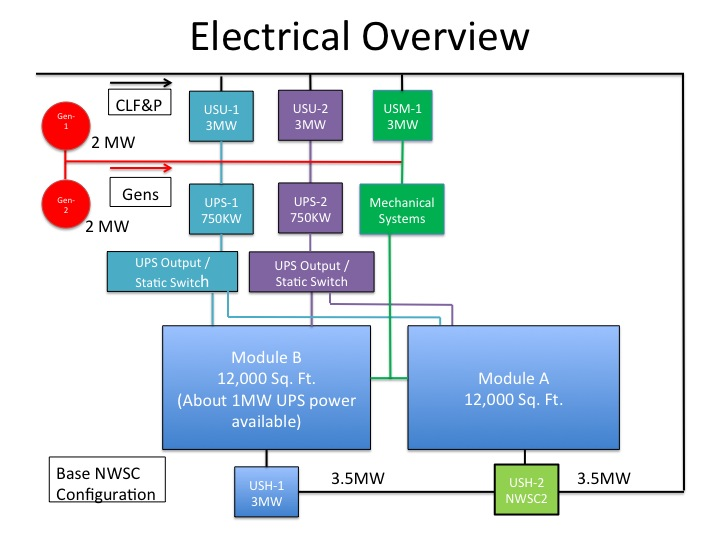 Electrical Overview
CLF&P
Gen-
1
2 MW
USU-1
3MW
USU-2
3MW
USM-1
3MW
Gens
Gen-
2
2 MW
UPS-1
750KW
UPS-2
750KW
Mechanical
Systems
UPS Output /
Static Switch
UPS Output /
Static Switch
Module B
12,000 Sq. Ft.
(About 1MW UPS power
available)
Module A
12,000 Sq. Ft.
Base NWSC
Configuration
USH-1
3MW
3.5MW
USH-2
NWSC2
3.5MW